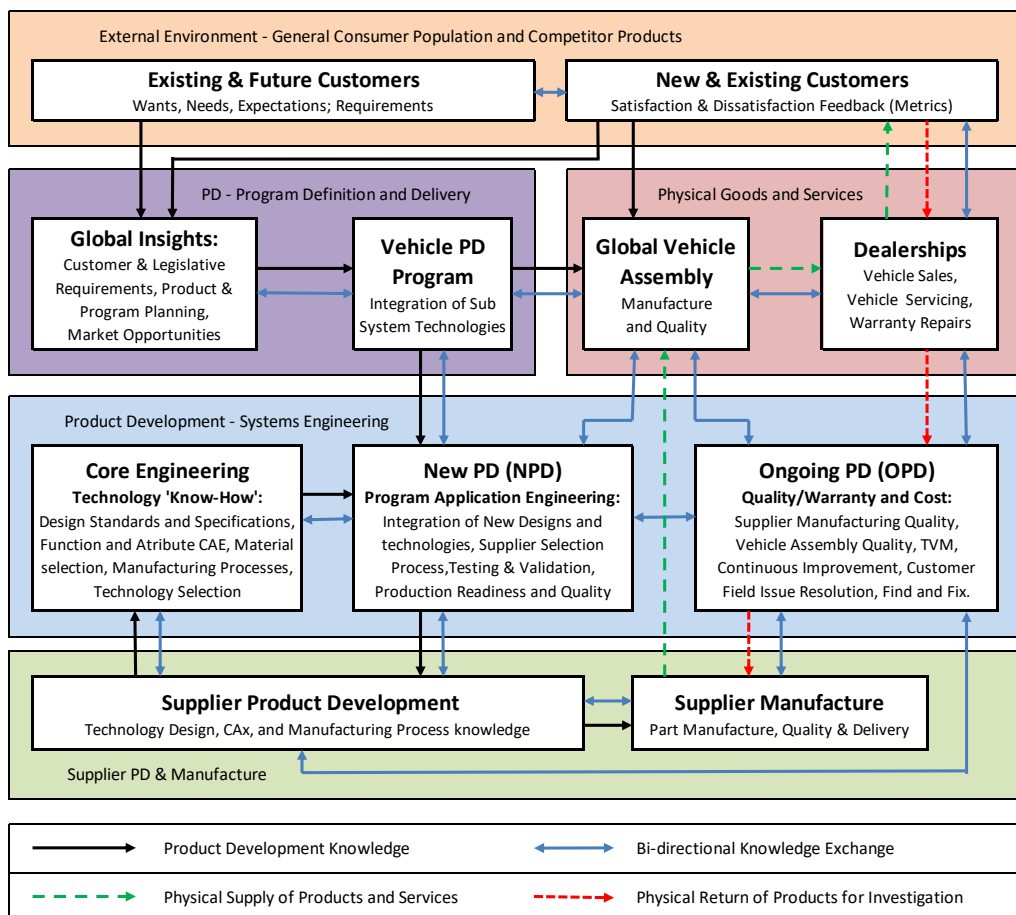 External Environment - General Consumer Population and Competitor Products
Existing & Future Customers
Wants, Needs, Expectations; Requirements
New & Existing Customers
Satisfaction & Dissatisfaction Feedback (Metrics)
PD - Program Definition and Delivery
Global Insights:
Customer & Legislative
Requirements, Product &
Program Planning,
Market Opportunities
Vehicle PD
Program
Integration of Sub
System Technologies
Physical Goods and Services
Global Vehicle
Assembly
Manufacture
and Quality
Dealerships
Vehicle Sales,
Vehicle Servicing,
Warranty Repairs
Product Development - Systems Engineering
Core Engineering
Technology 'Know-How':
Design Standards and Specifications,
Function and Atribute CAE, Material
selection, Manufacturing Processes,
Technology Selection
New PD (NPD)
Program Application Engineering:
Integration of New Designs and
technologies, Supplier Selection
Process,Testing & Validation,
Production Readiness and Quality
Ongoing PD (OPD)
Quality/Warranty and Cost:
Supplier Manufacturing Quality,
Vehicle Assembly Quality, TVM,
Continuous Improvement, Customer
Field Issue Resolution, Find and Fix.
Supplier Product Development
Technology Design, CAx, and Manufacturing Process knowledge
Supplier Manufacture
Part Manufacture, Quality & Delivery
Supplier PD & Manufacture
Product Development Knowledge
Bi-directional Knowledge Exchange
Physical Supply of Products and Services
Physical Return of Products for Investigation